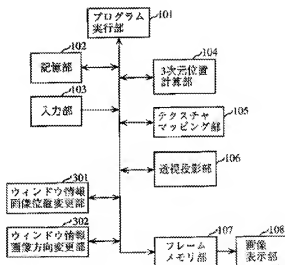 101
プログラム
実行部
102
記憶部
104
3次元位置
計算部
103
入力部
105
テクスチャ
マッピング部
106
透視投影部
301
ウィンドウ情報
画像位置変更部
302
ウィンドウ情報
画像方向変更部
107
フレーム
メモリ部
108
画像
表示部